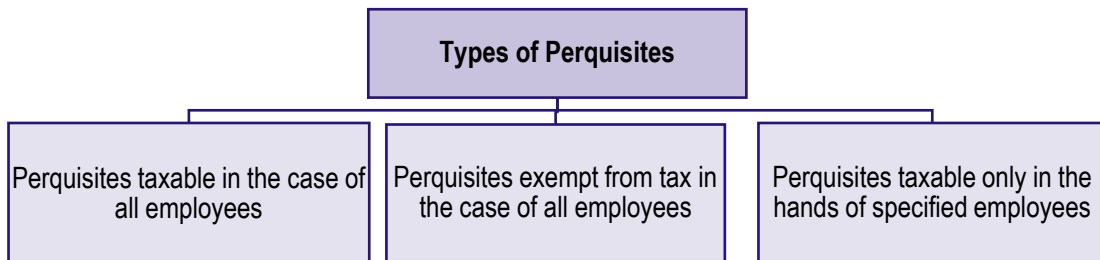 Types of Perquisites
Perquisites taxable in the case of
all employees
Perquisites exempt from tax in
the case of all employees
Perquisites taxable only in the
hands of specified employees